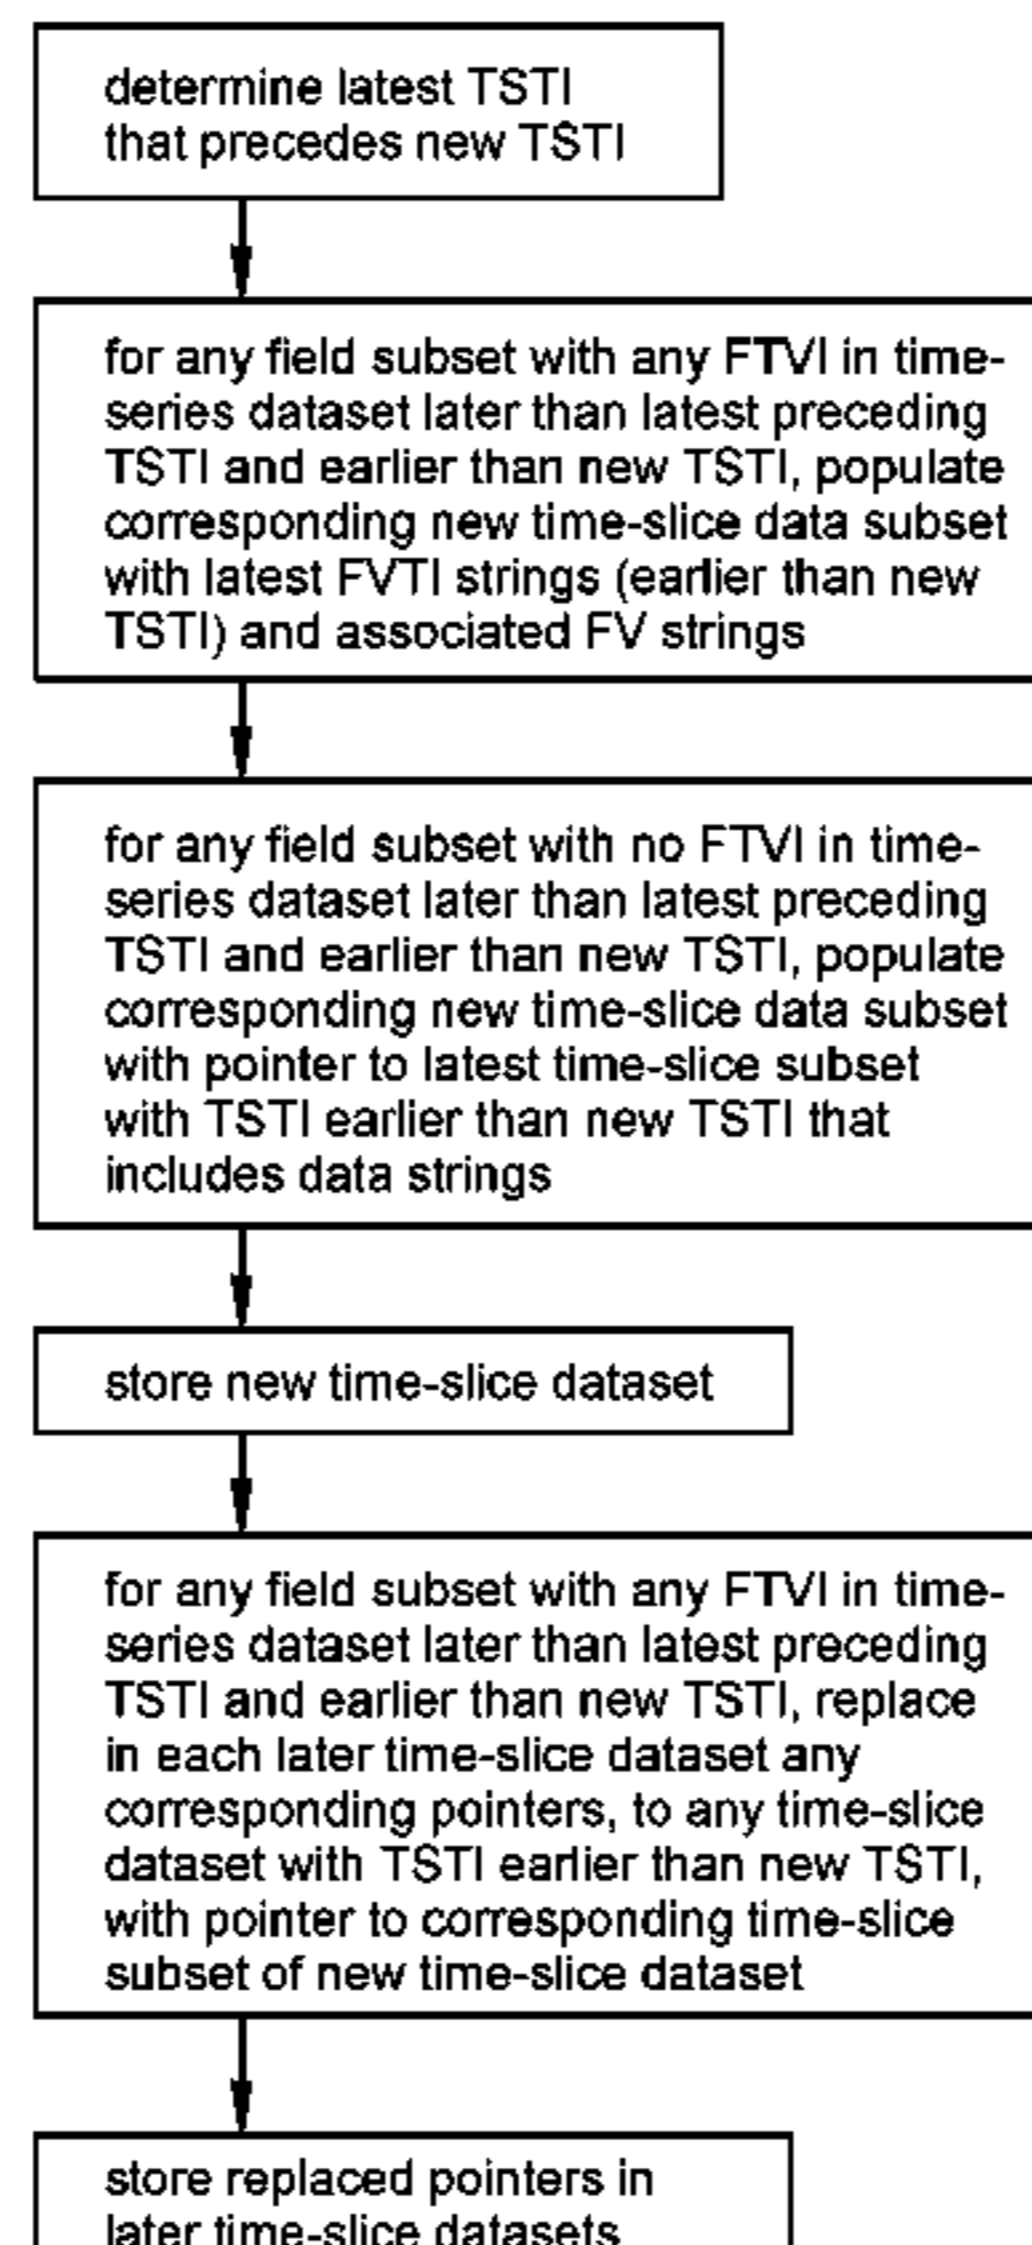 determine latest TSTI
that precedes new TSTI
for any field subset with any FTVI in time-
series dataset later than latest preceding
TSTI and earlier than new TSTI, populate
corresponding new time-slice data subset
with latest FVTI strings (earlier than new
TSTI) and associated FV strings
for any field subset with no FTVI in time-
series dataset later than latest preceding
TSTI and earlier than new TSTI, populate
corresponding new time-slice data subset
with pointer to latest time-slice subset
with TSTI earlier than new TSTI that
includes data strings
store new time-slice dataset
for any field subset with any FTVI in time-
series dataset later than latest preceding
TSTI and earlier than new TSTI, replace
in each later time-slice dataset any
corresponding pointers, to any time-slice
dataset with TSTI earlier than new TSTI,
with pointer to corresponding time-slice
subset of new time-slice dataset
store replaced pointers in
later time-slice datasets